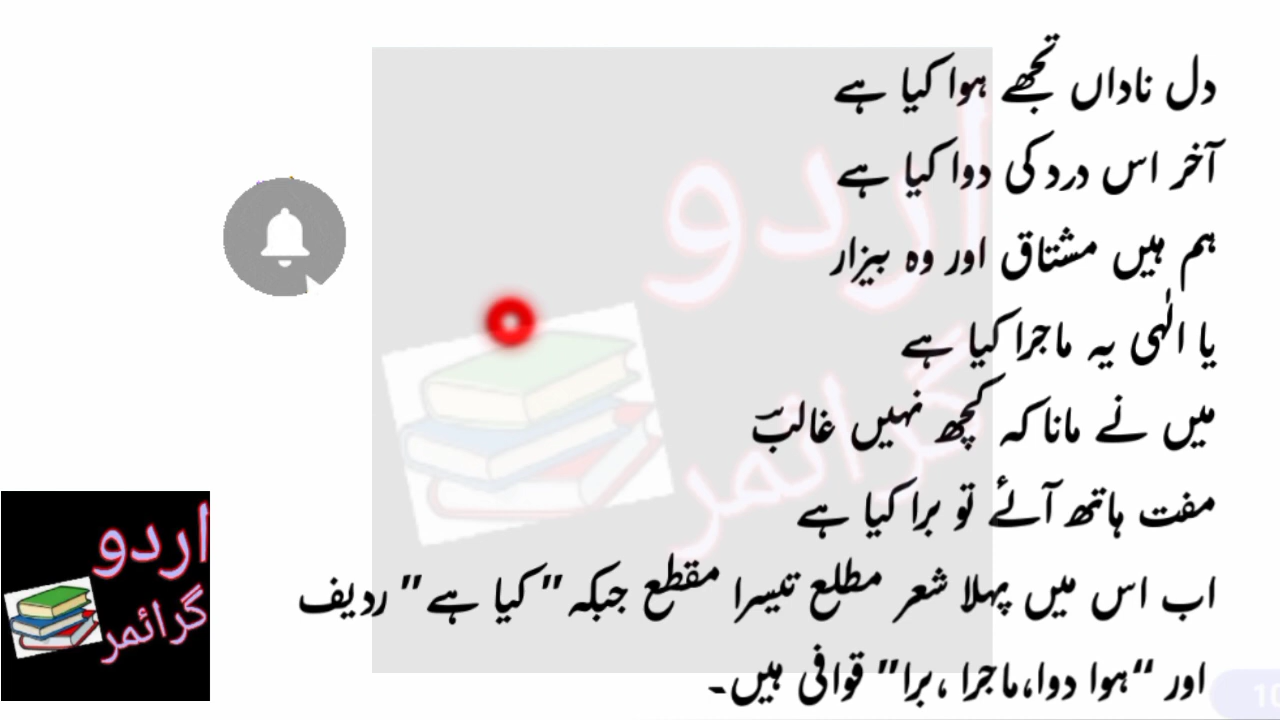 دل ناداں تجھے ہوا کیا ہے
آخر اس درد کی دوا کیا ہے
ہم ہیں مشتاق اور وہ بیزار
یا الٰہی یہ ماجرا کیا ہے
میں نے مانا کہ کچھ نہیں غالبؔ
مفت ہاتھ آئے تو برا کیا ہے
اب اس میں پہلا شعر مطلع تیسرا مقطع جبکہ "کیا ہے" ردیف
اور "ہوا دوا،ماجرا ،برا" قوافی ہیں۔
اردو
گرائمر
اردو
گرائمر